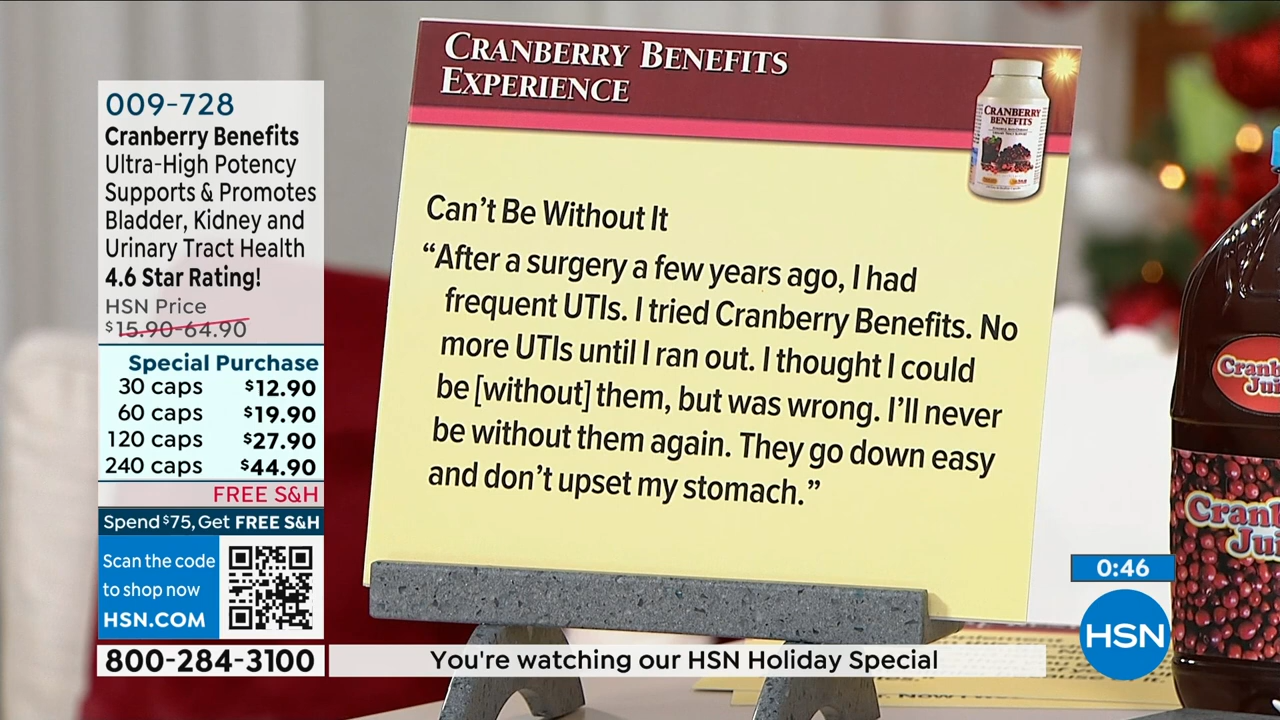 009-728
Cranberry Benefits
Ultra-High Potency
Supports & Promotes
Bladder, Kidney and
Urinary Tract Health
4.6 Star Rating!
HSN Price
$15.90-64.90
Special Purchase
30 caps $12.90
60 caps $19.90
120 caps $27.90
240 caps $44.90
FREE S&H
Spend $75, Get FREE S&H
Scan the code
to shop now
HSN.COM
800-284-3100
You're watching our HSN Holiday Special
CRANBERRY BENEFITS
EXPERIENCE
CRANBERRY
BENEFITS
Can't Be Without It
“After a surgery a few years ago, I had
frequent UTIs. I tried Cranberry Benefits. No
more UTIs until I ran out. I thought I could
be [without] them, but was wrong. I'll never
be without them again. They go down easy
and don't upset my stomach.”
0:46
HSN